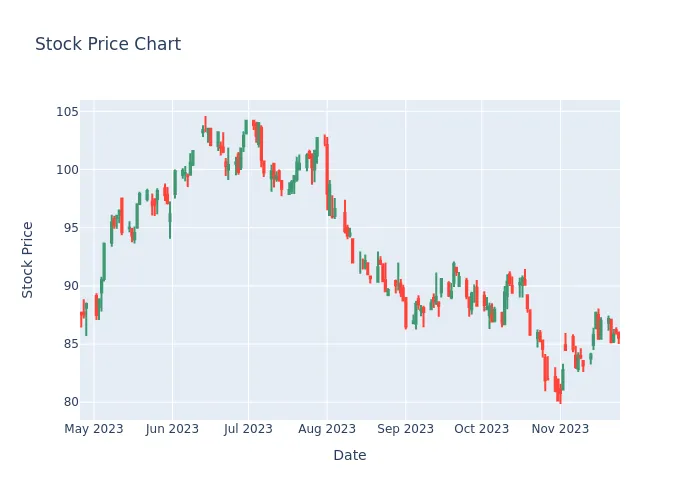 Stock Price Chart
105
100
95
90
85
80
Stock Price
May 2023
Jun 2023
Jul 2023
Aug 2023
Sep 2023
Oct 2023
Nov 2023
Date